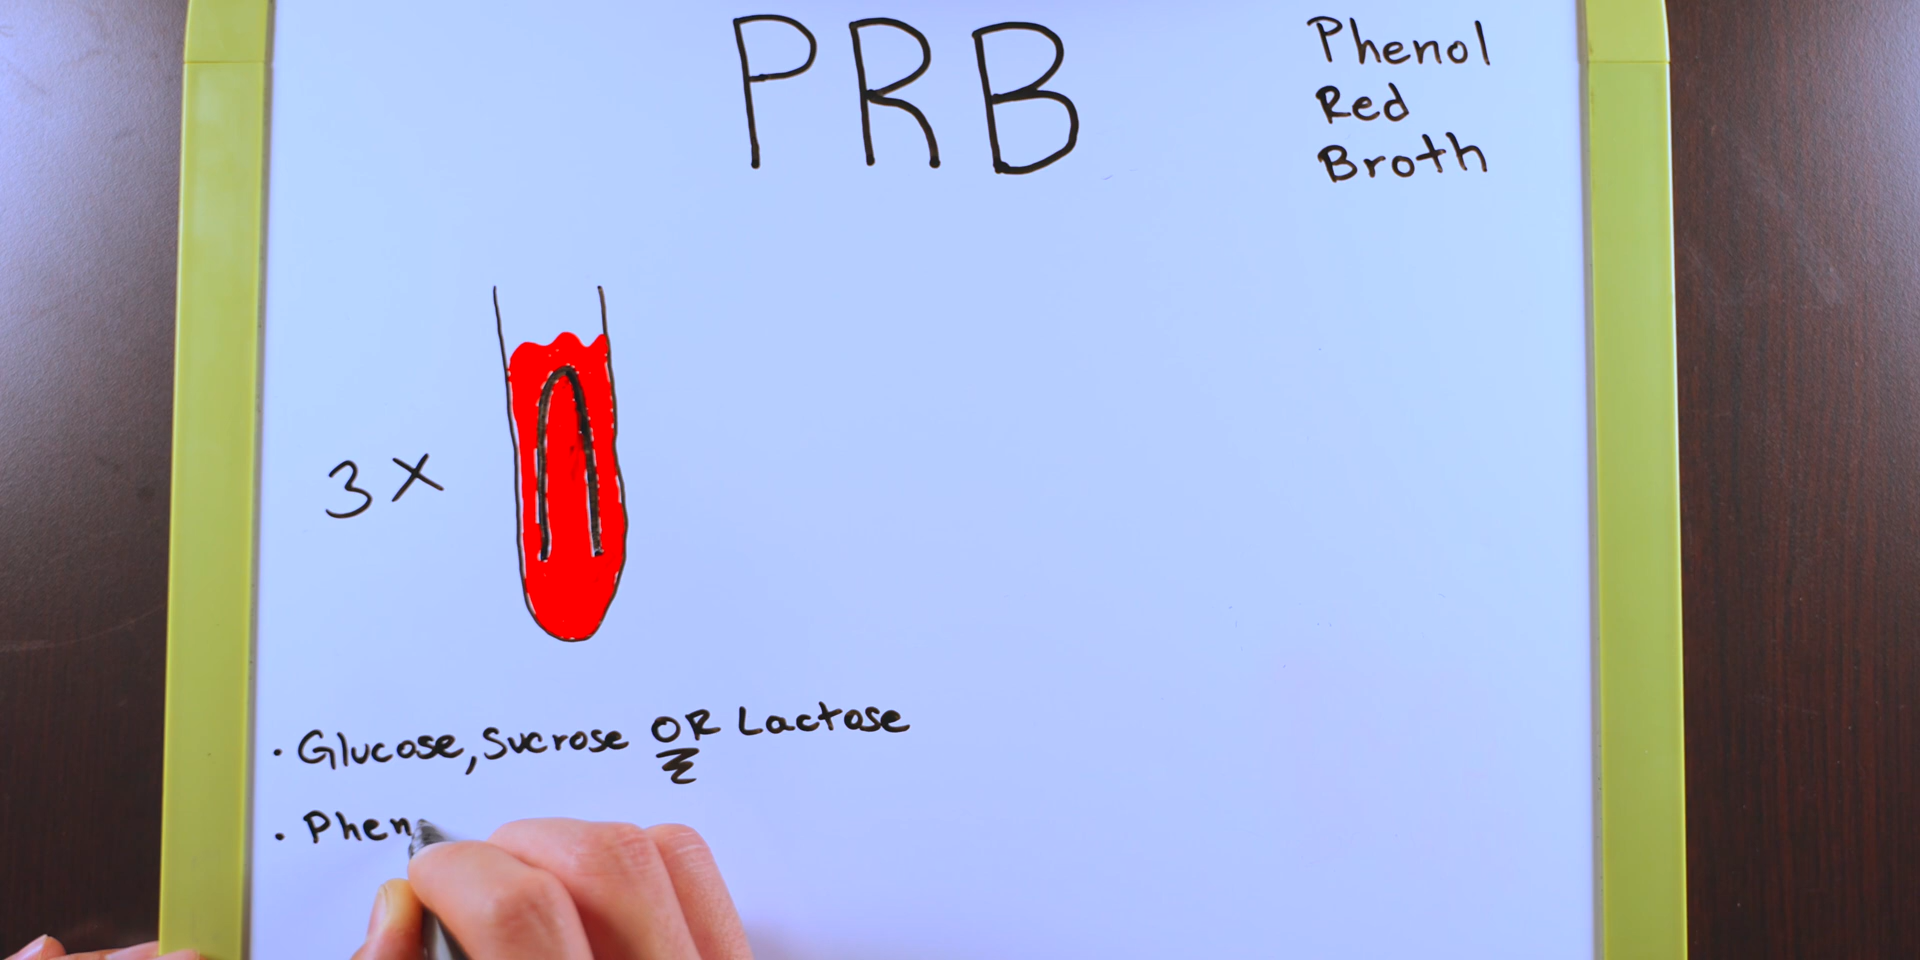 PRB
Phenol
Red
Broth
3 X
· Glucose, Sucrose OR Lactose
· Phen